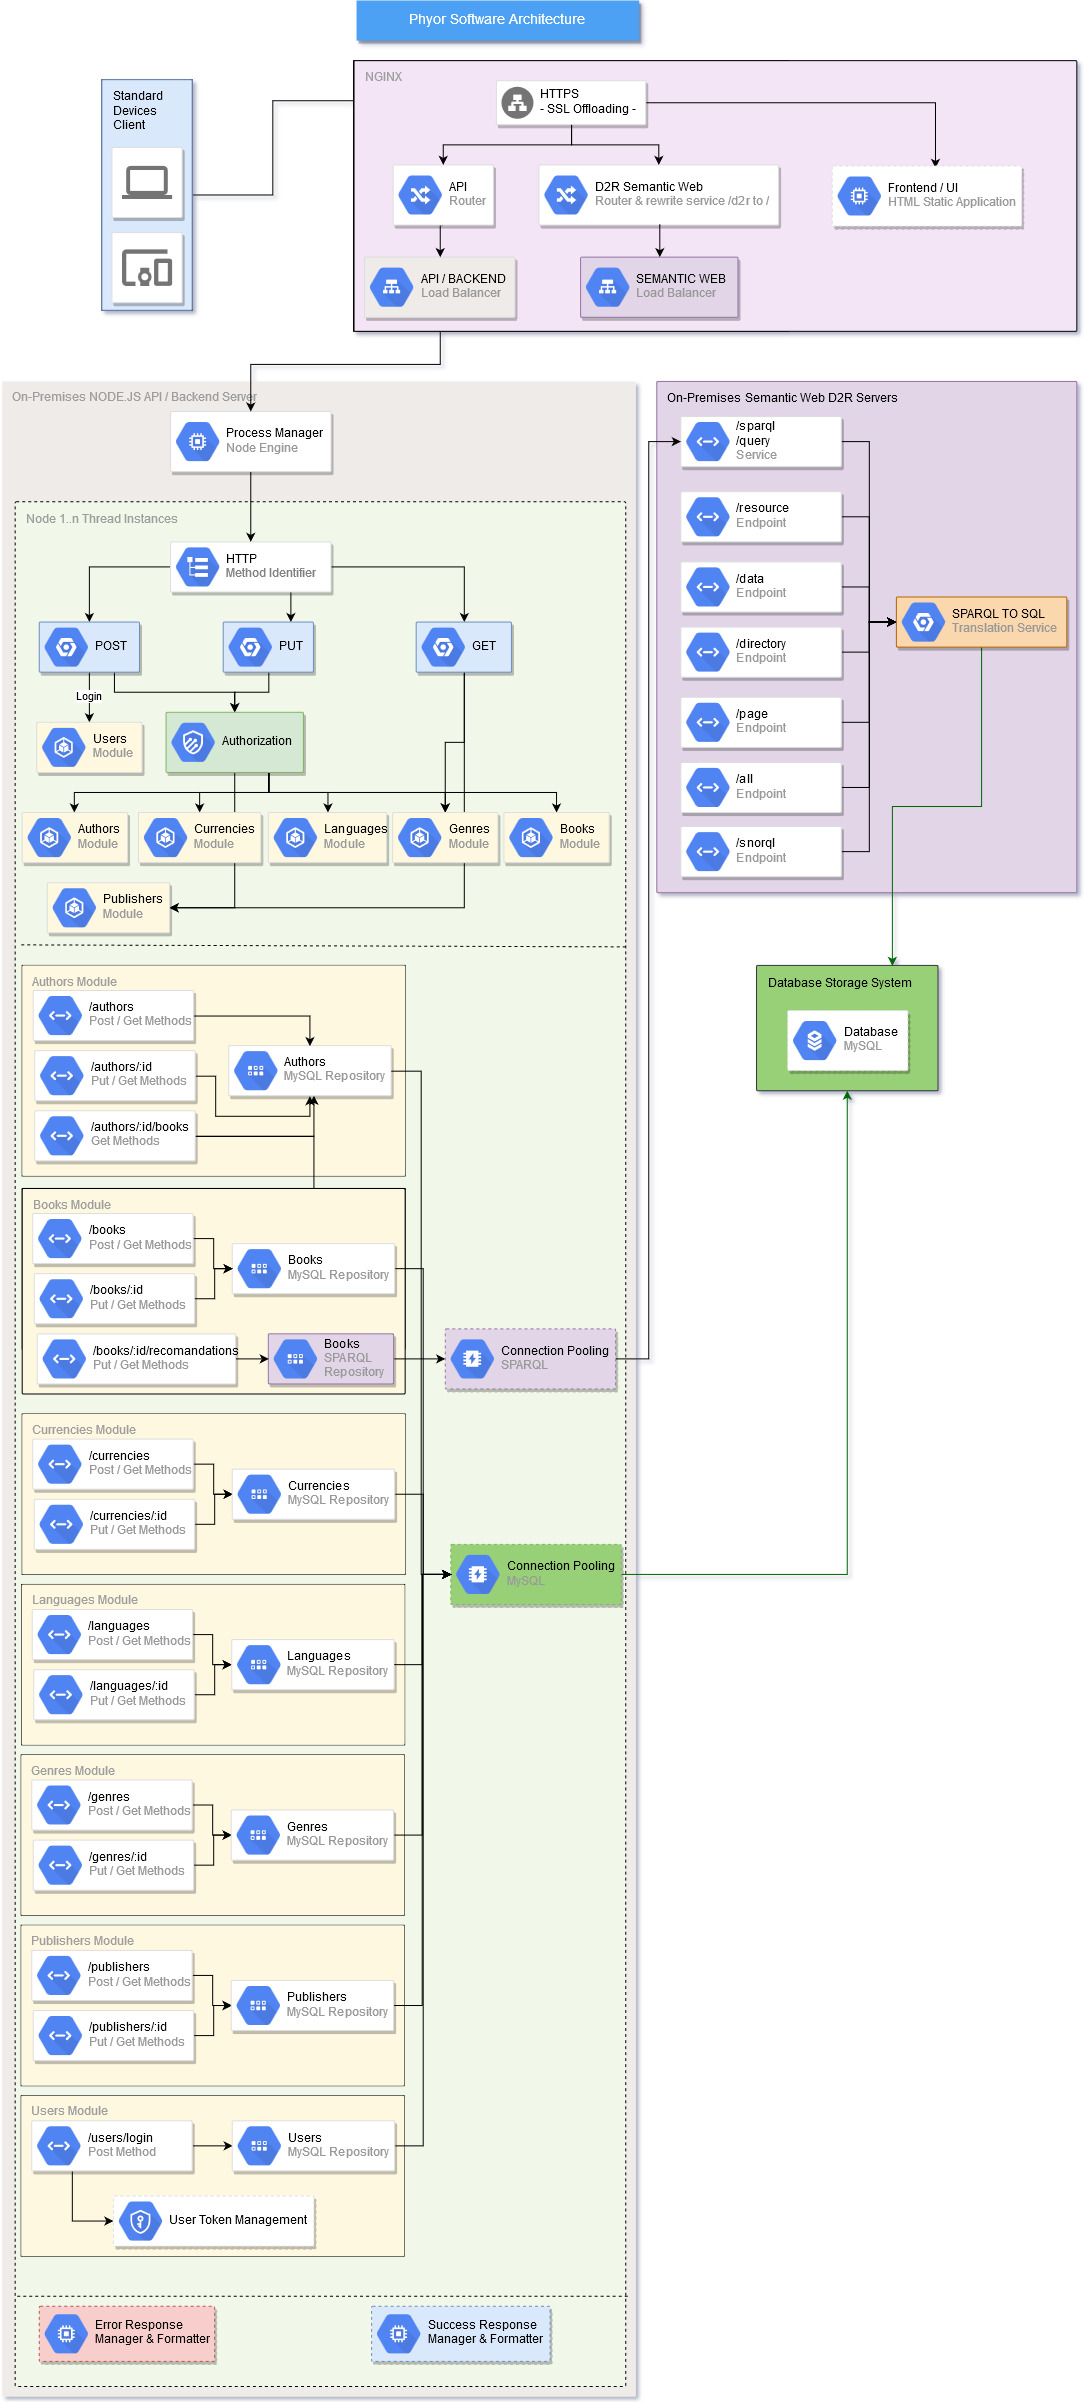 Phyor Software Architecture
NGINX
HTTPS
- SSL Offloading -
Standard
Devices
Client
API
Router
D2R Semantic Web
Router & rewrite service /d2r to /
Frontend / UI
HTML Static Application
API / BACKEND
Load Balancer
SEMANTIC WEB
Load Balancer
On-Premises NODE.JS API / Backend Server
Process Manager
Node Engine
Node 1..n Thread Instances
HTTP
Method Identifier
POST
PUT
GET
Login
Users
Module
Authorization
Authors
Module
Currencies
Module
Languages
Module
Genres
Module
Books
Module
Publishers
Module
On-Premises Semantic Web D2R Servers
/sparql
/query
Service
/resource
Endpoint
/data
Endpoint
/directory
Endpoint
/page
Endpoint
/all
Endpoint
/snorql
Endpoint
SPARQL TO SQL
Translation Service
Database Storage System
Database
MySQL
Authors Module
/authors
Post / Get Methods
/authors/:id
Put / Get Methods
/authors/:id/books
Get Methods
Authors
MySQL Repository
Books Module
/books
Post / Get Methods
/books/:id
Put / Get Methods
Books
MySQL Repository
/books/:id/recomandations
Put / Get Methods
Books
SPARQL
Repository
Connection Pooling
SPARQL
Currencies Module
/currencies
Post / Get Methods
/currencies/:id
Put / Get Methods
Currencies
MySQL Repository
Connection Pooling
MySQL
Languages Module
/languages
Post / Get Methods
/languages/:id
Put / Get Methods
Languages
MySQL Repository
Genres Module
/genres
Post / Get Methods
/genres/:id
Put / Get Methods
Genres
MySQL Repository
Publishers Module
/publishers
Post / Get Methods
/publishers/:id
Put / Get Methods
Publishers
MySQL Repository
Users Module
/users/login
Post Method
Users
MySQL Repository
User Token Management
Error Response
Manager & Formatter
Success Response
Manager & Formatter